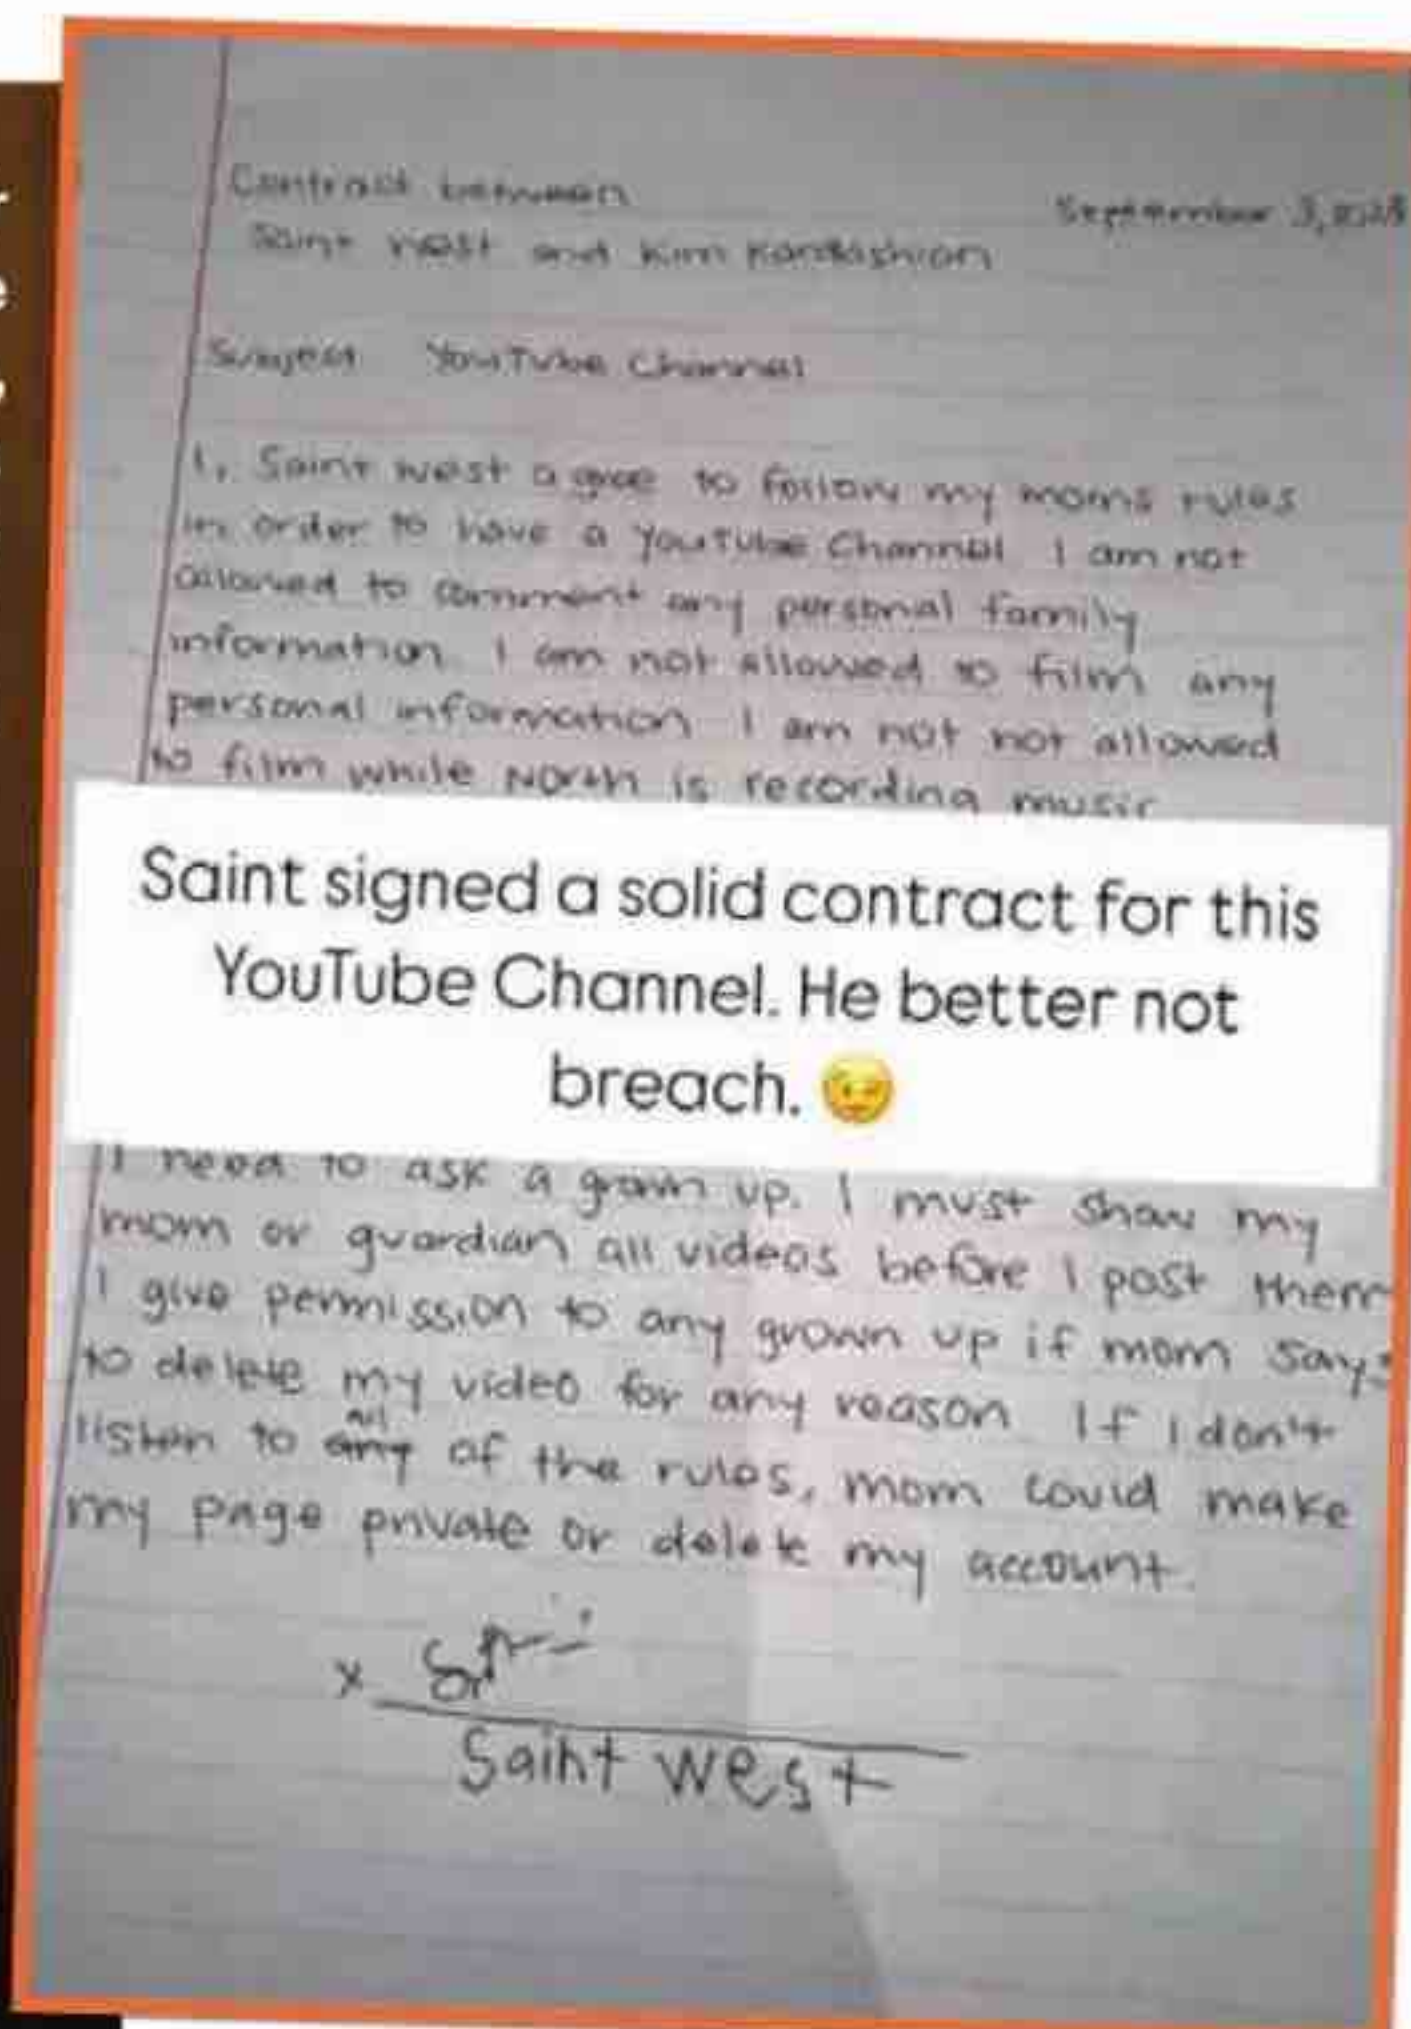 Contract between
September 3,
Saint West and Kim Kardashian
Subject YouTube Channel
I, Saint West agree to follow my moms rules
in order to have a YouTube Channel I am not
allowed to comment any personal family
information. I am not allowed to film any
personal information I am not not allowed
to film while North is recording music
Saint signed a solid contract for this
YouTube Channel. He better not
breach. 😉
I need to ask a grown up. I must show my
mom or guardian all videos before I post them
I give permission to any grown up if mom says
to delete my video for any reason If I don't
listen to all of the rules, mom could make
my page private or delete my account.
x
Saint West